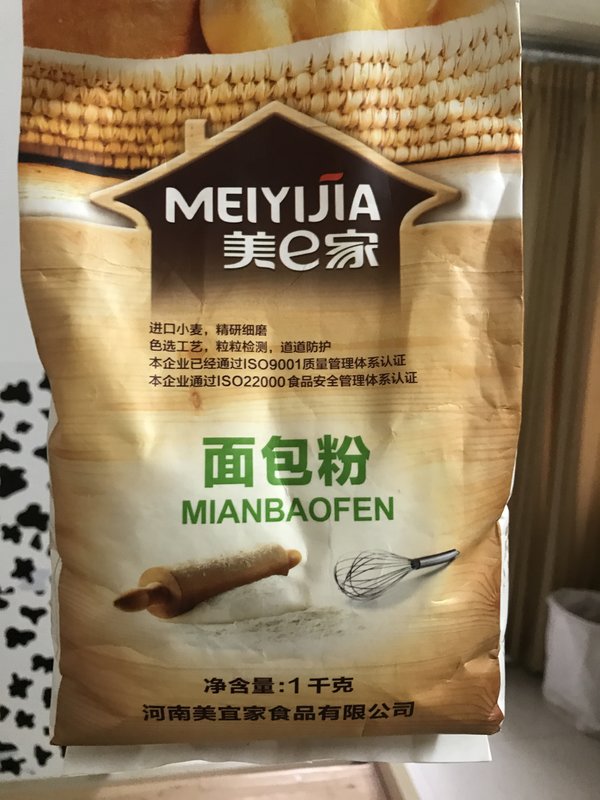 MEIYIJIA
美e家
进口小麦，精研细磨
色选工艺，粒粒检测，道道防护
本企业已经通过ISO9001质量管理体系认证
本企业通过ISO22000食品安全管理体系认证
面包粉
MIANBAOFEN
净含量:1千克
河南美宜家食品有限公司